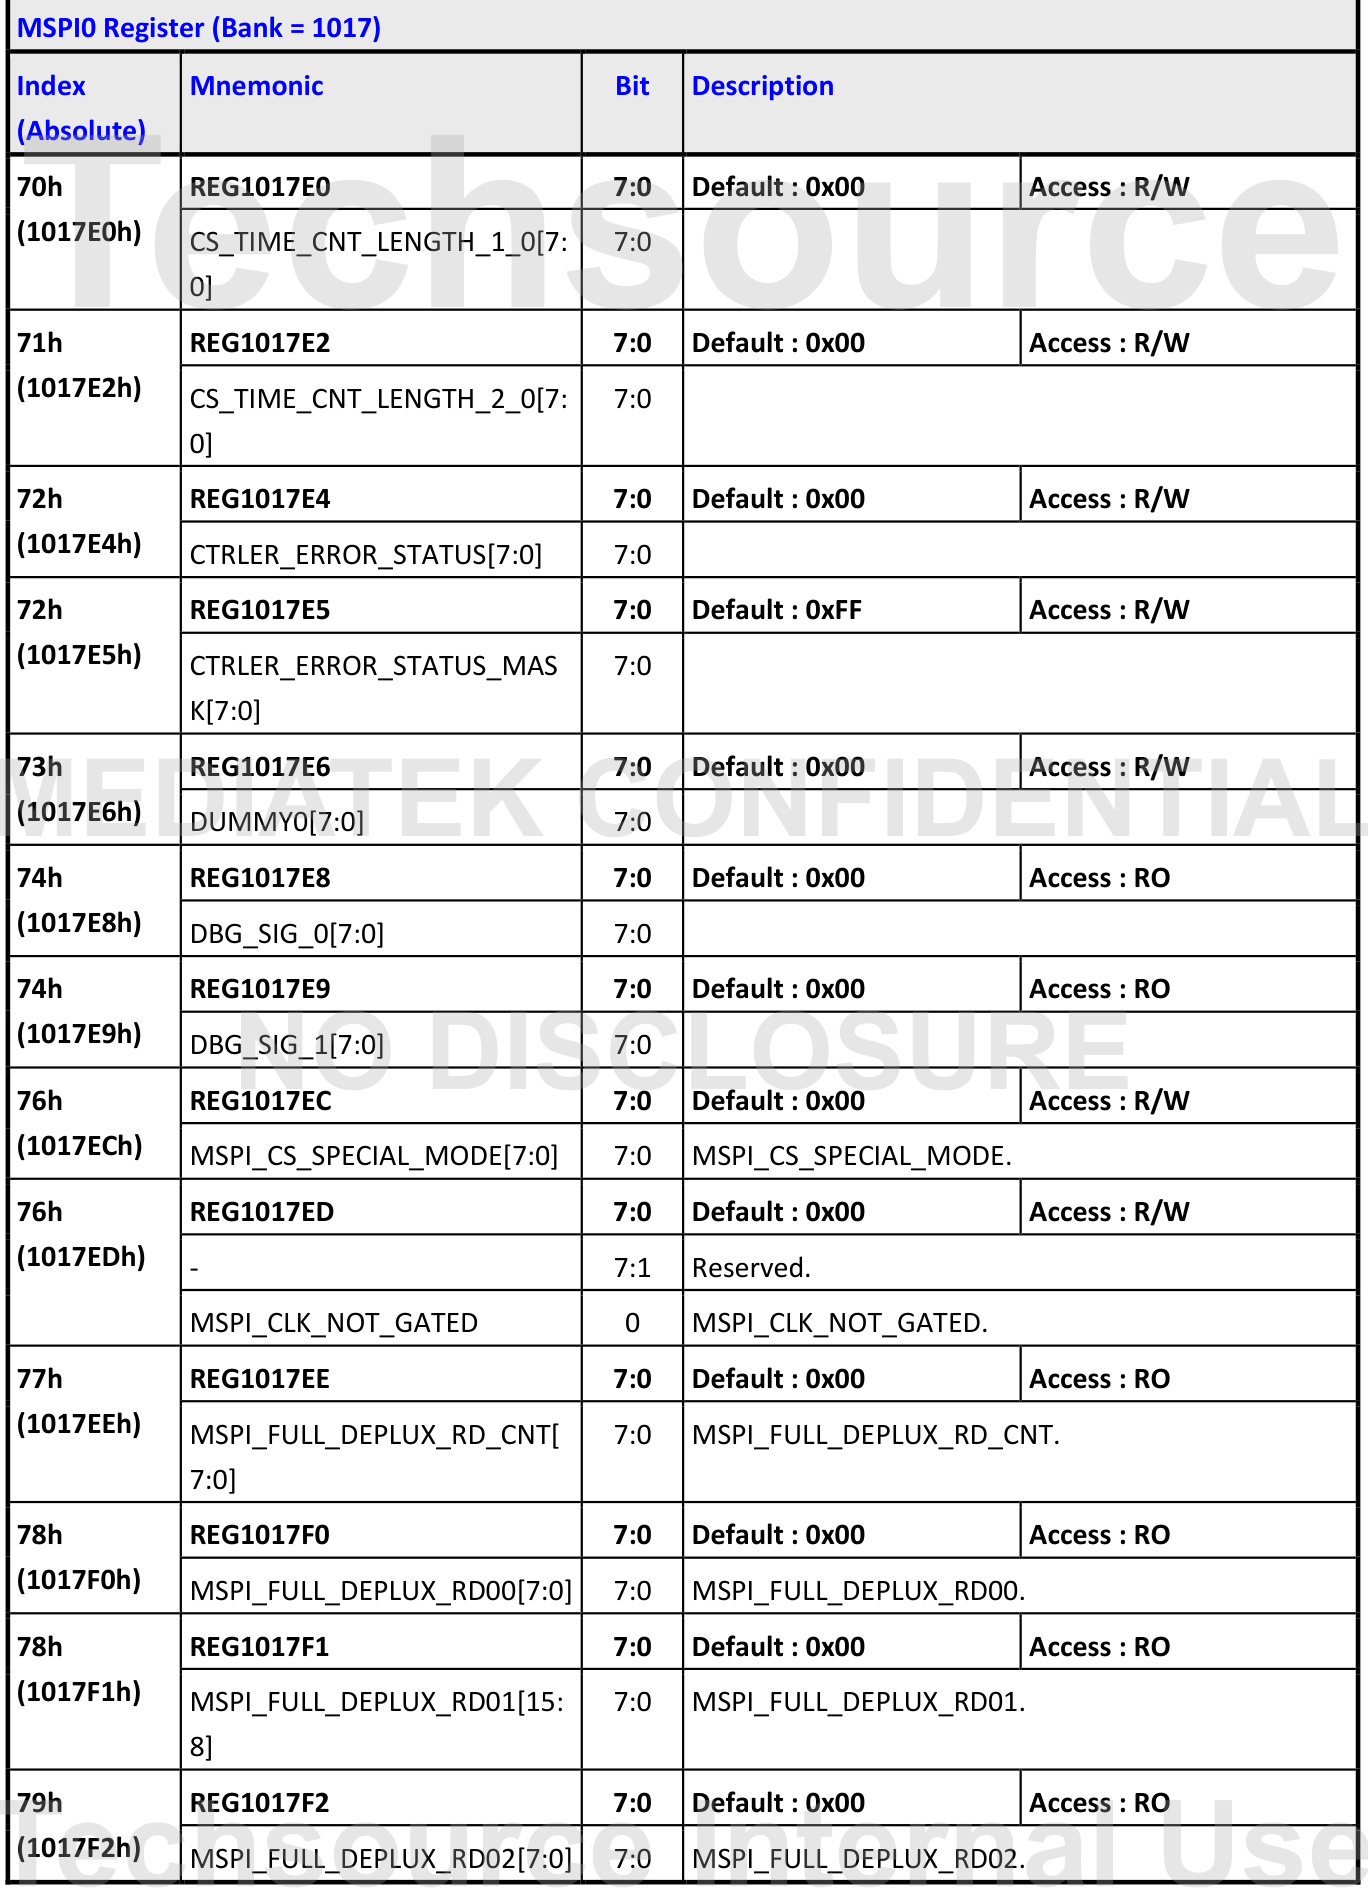 MSPI0 Register (Bank = 1017)
Index Mnemonic Bit Description
(Absolute)
Techsource
70h REG1017E0 7:0 Default : 0x00 Access : R/W
(1017E0h) CS_TIME_CNT_LENGTH_1_0[7: 7:0
0]
71h REG1017E2 7:0 Default : 0x00 Access : R/W
(1017E2h) CS_TIME_CNT_LENGTH_2_0[7: 7:0
0]
72h REG1017E4 7:0 Default : 0x00 Access : R/W
(1017E4h) CTRLER_ERROR_STATUS[7:0] 7:0
72h REG1017E5 7:0 Default : 0xFF Access : R/W
(1017E5h) CTRLER_ERROR_STATUS_MAS 7:0
K[7:0]
MEDIATEK CONFIDENTIAL
73h REG1017E6 7:0 Default : 0x00 Access : R/W
(1017E6h) DUMMY0[7:0] 7:0
74h REG1017E8 7:0 Default : 0x00 Access : RO
(1017E8h) DBG_SIG_0[7:0] 7:0
74h REG1017E9 7:0 Default : 0x00 Access : RO
(1017E9h) DBG_SIG_1[7:0] 7:0
NO DISCLOSURE
76h REG1017EC 7:0 Default : 0x00 Access : R/W
(1017ECh) MSPI_CS_SPECIAL_MODE[7:0] 7:0 MSPI_CS_SPECIAL_MODE.
76h REG1017ED 7:0 Default : 0x00 Access : R/W
(1017EDh) - 7:1 Reserved.
MSPI_CLK_NOT_GATED 0 MSPI_CLK_NOT_GATED.
77h REG1017EE 7:0 Default : 0x00 Access : RO
(1017EEh) MSPI_FULL_DEPLUX_RD_CNT[ 7:0 MSPI_FULL_DEPLUX_RD_CNT.
7:0]
78h REG1017F0 7:0 Default : 0x00 Access : RO
(1017F0h) MSPI_FULL_DEPLUX_RD00[7:0] 7:0 MSPI_FULL_DEPLUX_RD00.
78h REG1017F1 7:0 Default : 0x00 Access : RO
(1017F1h) MSPI_FULL_DEPLUX_RD01[15: 7:0 MSPI_FULL_DEPLUX_RD01.
8]
79h REG1017F2 7:0 Default : 0x00 Access : RO
(1017F2h) MSPI_FULL_DEPLUX_RD02[7:0] 7:0 MSPI_FULL_DEPLUX_RD02.
Techsource Internal Use